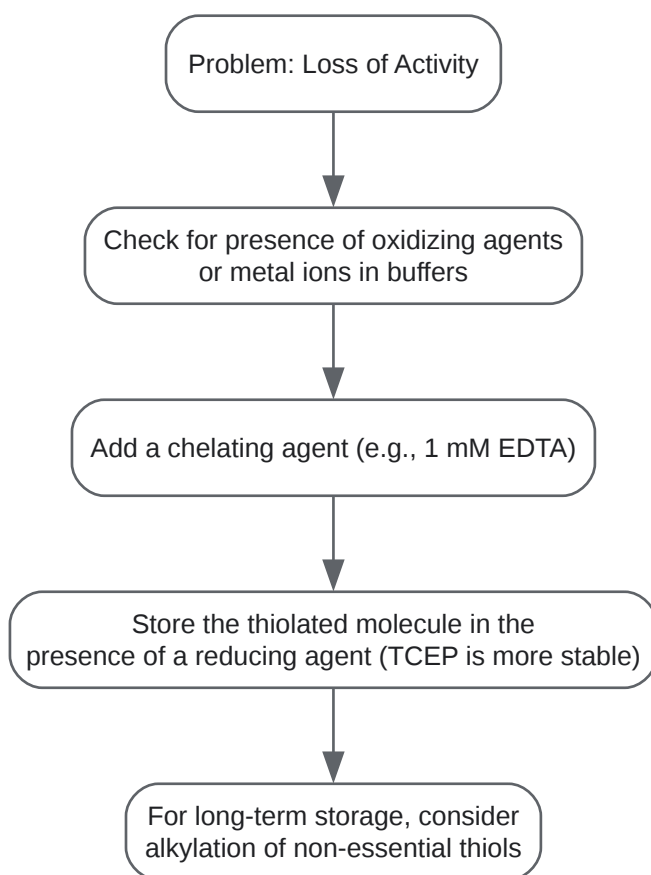 Problem: Loss of Activity
Check for presence of oxidizing agents
or metal ions in buffers
Add a chelating agent (e.g., 1 mM EDTA)
Store the thiolated molecule in the
presence of a reducing agent (TCEP is more stable)
For long-term storage, consider
alkylation of non-essential thiols